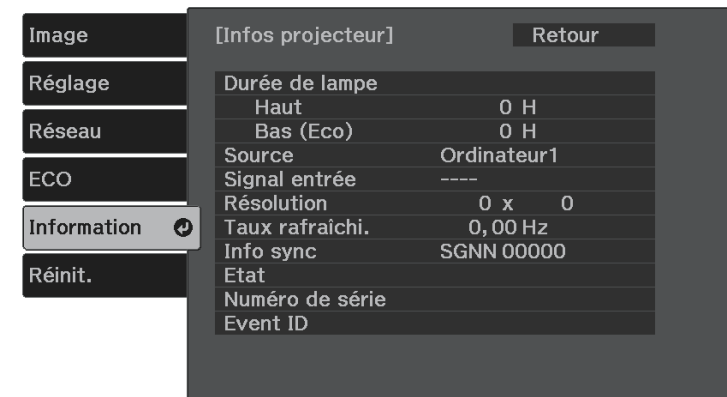 Image
Réglage
Réseau
ECO
Information
Réinit.
[Infos projecteur] Retour
Durée de lampe
Haut 0 H
Bas (Eco) 0 H
Source Ordinateur1
Signal entrée ----
Résolution 0 x 0
Taux rafraîchi. 0,00 Hz
Info sync SGNN 00000
Etat
Numéro de série
Event ID